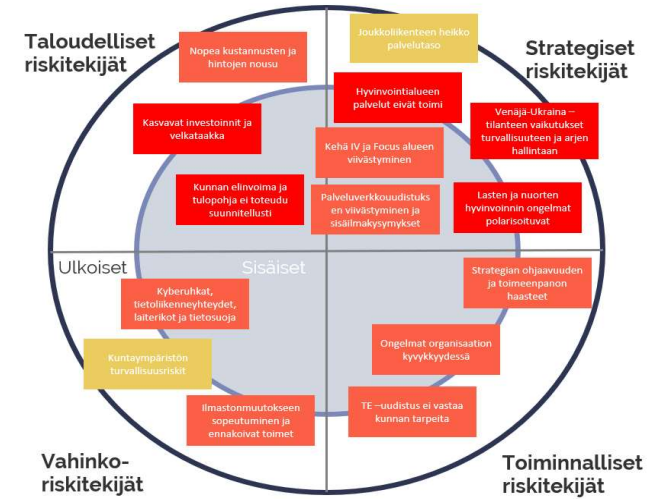 Taloudelliset
riskitekijät
Nopea kustannusten ja
hintojen nousu
Joukkoliikenteen heikko
palvelutaso
Strategiset
riskitekijät
Kasvavat investoinnit ja
velkataakka
Hyvinvointialueen
palvelut eivät toimi
Venäjä-Ukraina –
tilanteen vaikutukset
turvallisuuteen ja arjen
hallintaan
Kehä IV ja Focus alueen
viivästyminen
Kunnan elinvoima ja
tulopohja ei toteudu
suunnitellusti
Palveluverkkouudistuks
en viivästyminen ja
sisäilmakysymykset
Lasten ja nuorten
hyvinvoinnin ongelmat
polarisoituvat
Ulkoiset
Sisäiset
Kyberuhkat,
tietoliikenneyhteydet,
laiterikot ja tietosuoja
Strategian ohjaavuuden
ja toimeenpanon
haasteet
Kuntaympäristön
turvallisuusriskit
Ongelmat organisaation
kyvykkyydessä
Ilmastonmuutokseen
sopeutuminen ja
ennakoivat toimet
TE –uudistus ei vastaa
kunnan tarpeita
Vahinko-
riskitekijät
Toiminnalliset
riskitekijät